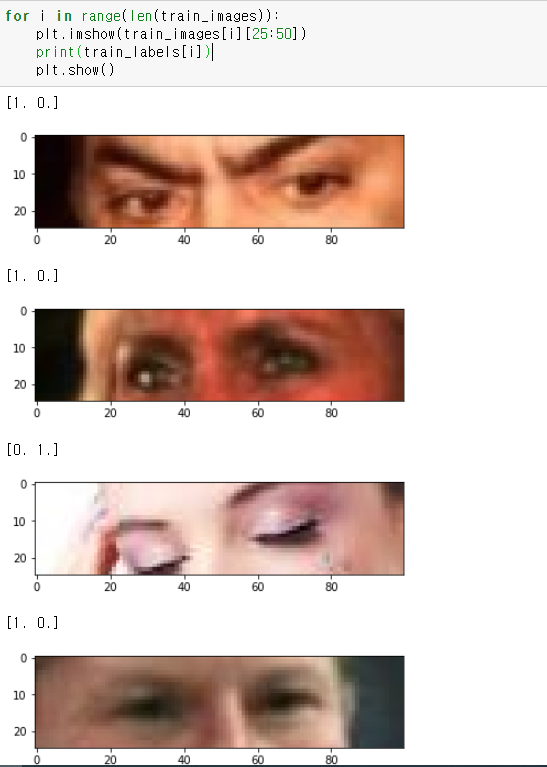 for i in range(len(train_images)):
    plt.imshow(train_images[i][25:50])
    print(train_labels[i])
    plt.show()
[1. 0.]
0
10
20
0 20 40 60 80
[1. 0.]
0
10
20
0 20 40 60 80
[0. 1.]
0
10
20
0 20 40 60 80
[1. 0.]
0
10
20
0 20 40 60 80